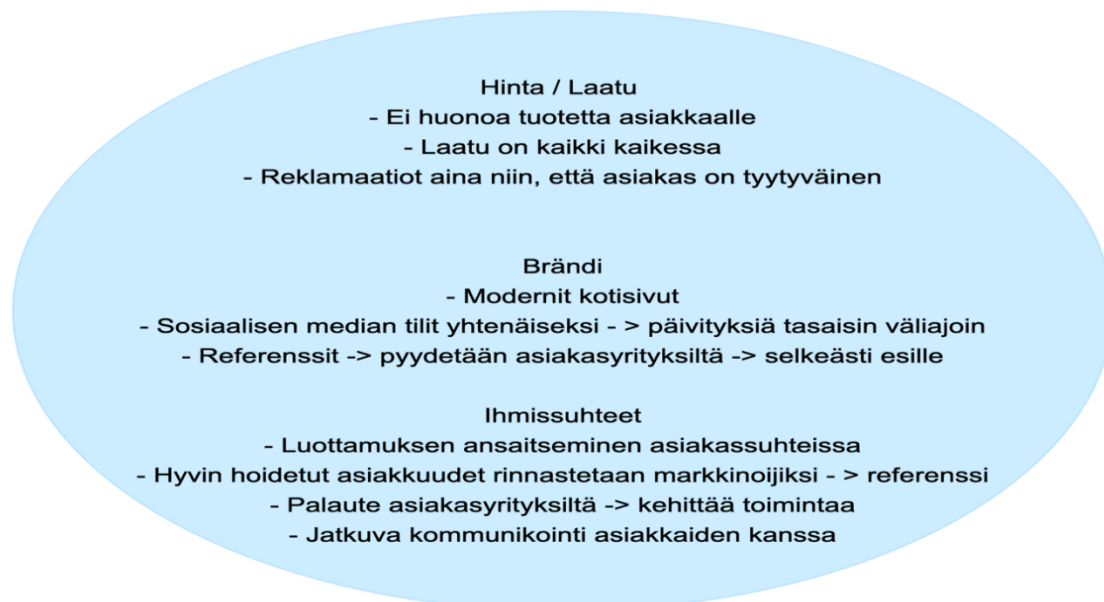 Hinta / Laatu
- Ei huonoa tuotetta asiakkaalle
- Laatu on kaikki kaikessa
- Reklamaatiot aina niin, että asiakas on tyytyväinen
Brändi
- Modernit kotisivut
- Sosiaalisen median tilit yhtenäiseksi - > päivityksiä tasaisin väliajoin
- Referenssit -> pyydetään asiakasyrityksiltä -> selkeästi esille
Ihmissuhteet
- Luottamuksen ansaitseminen asiakassuhteissa
- Hyvin hoidetut asiakkuudet rinnastetaan markkinoijiksi - > referenssi
- Palaute asiakasyrityksiltä -> kehittää toimintaa
- Jatkuva kommunikointi asiakkaiden kanssa